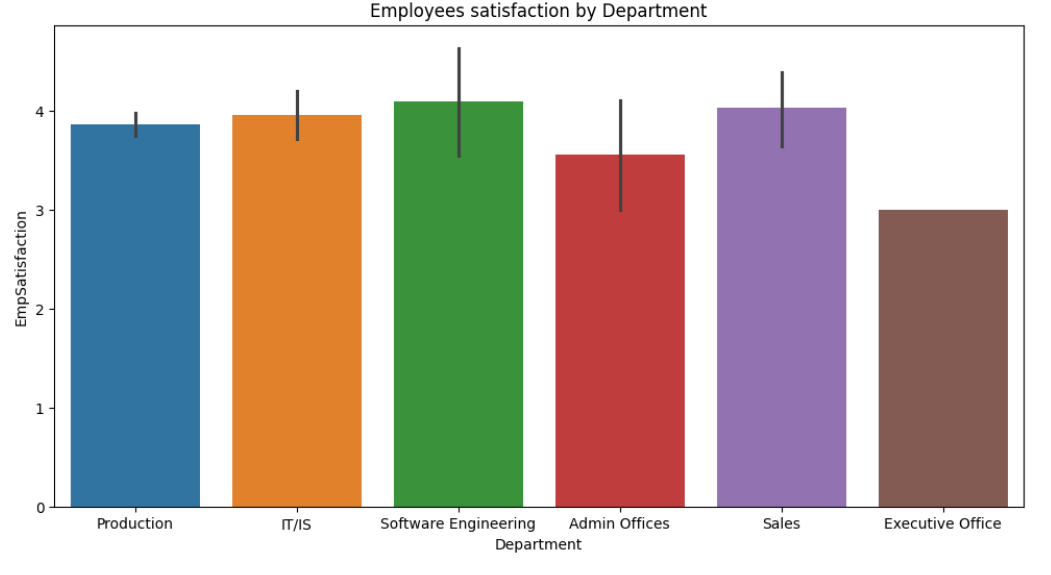 Employees satisfaction by Department
EmpSatisfaction
4
3
2
1
0
Production IT/IS Software Engineering Admin Offices Sales Executive Office
Department